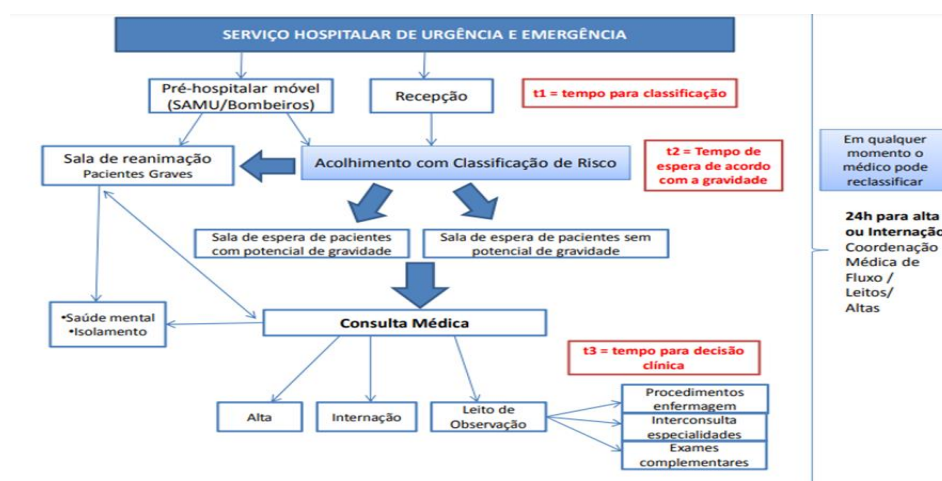 SERVIÇO HOSPITALAR DE URGÊNCIA E EMERGÊNCIA
Pré-hospitalar móvel
(SAMU/Bombeiros)
Recepção
t1 = tempo para classificação
Sala de reanimação
Pacientes Graves
Acolhimento com Classificação de Risco
t2 = Tempo de
espera de acordo
com a gravidade
Em qualquer
momento o
médico pode
reclassificar
Sala de espera de pacientes
com potencial de gravidade
Sala de espera de pacientes sem
potencial de gravidade
24h para alta
ou Internação
Coordenação
Médica de
Fluxo /
Leitos/
Altas
•Saúde mental
•Isolamento
Consulta Médica
t3 = tempo para decisão
clínica
Alta
Internação
Leito de
Observação
Procedimentos
enfermagem
Interconsulta
especialidades
Exames
complementares